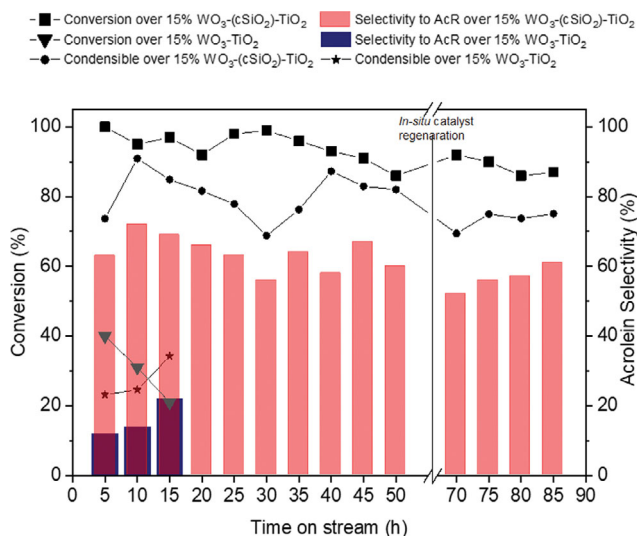 Conversion over 15% WO₃-(cSiO₂)-TiO₂
Selectivity to AcR over 15% WO₃-(cSiO₂)-TiO₂
Conversion over 15% WO₃-TiO₂
Selectivity to AcR over 15% WO₃-TiO₂
Condensible over 15% WO₃-(cSiO₂)-TiO₂
Condensible over 15% WO₃-TiO₂
In-situ catalyst
regenaration
100
80
60
40
20
0
Conversion (%)
100
80
60
40
20
0
Acrolein Selectivity (%)
0 5 10 15 20 25 30 35 40 45 50 70 75 80 85 90
Time on stream (h)